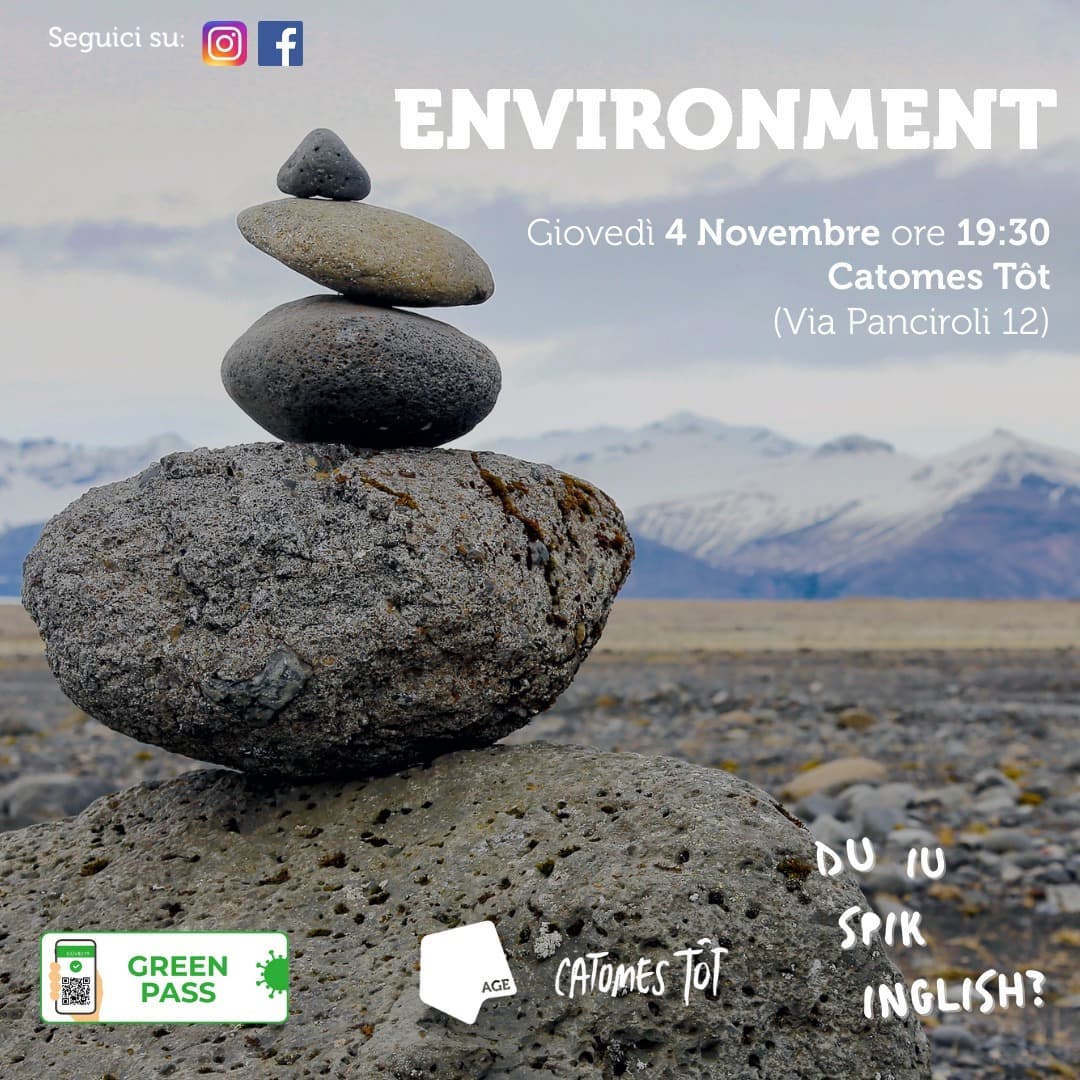 Seguici su:
ENVIRONMENT
Giovedì 4 Novembre ore 19:30
Catomes Tôt
(Via Panciroli 12)
DU IU
SPIK
INGLISH?
GREEN
PASS
AGE
CATOMES TÔT